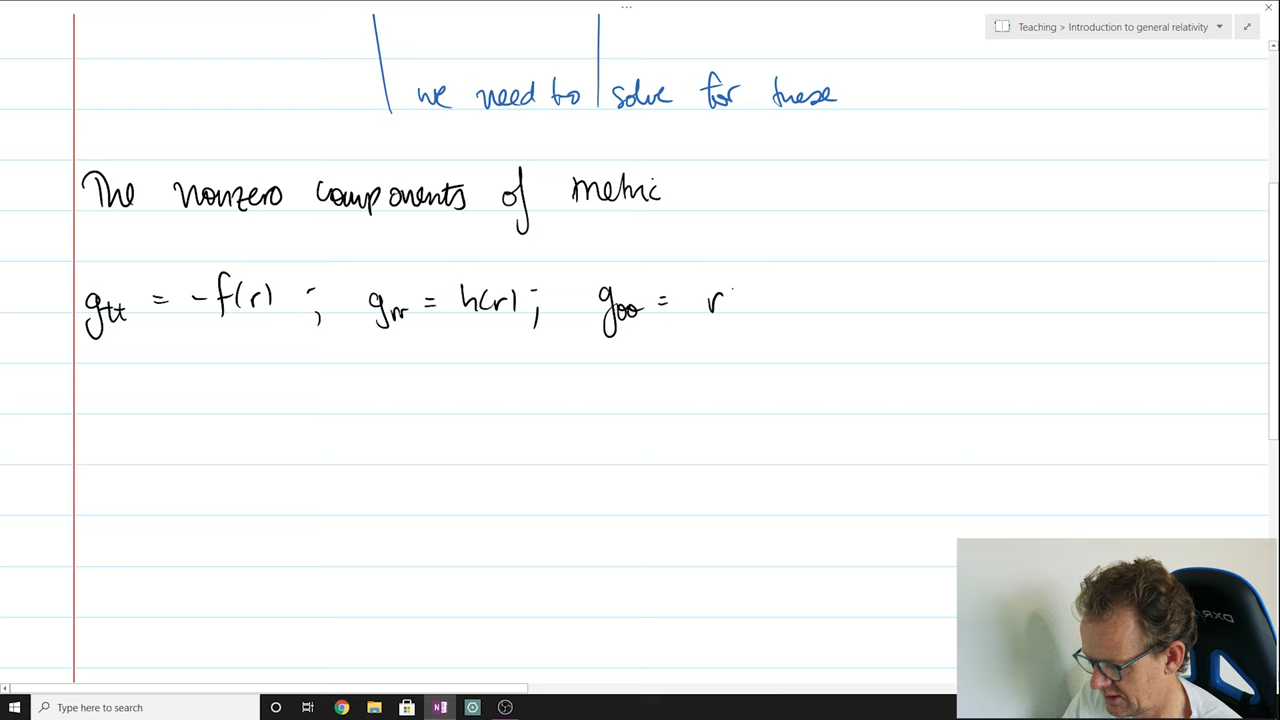 Teaching > Introduction to general relativity
we need to solve for these
The nonzero components of metric
gtt = -f(r) ; grr = h(r) ; gθθ = r
DXR
Type here to search